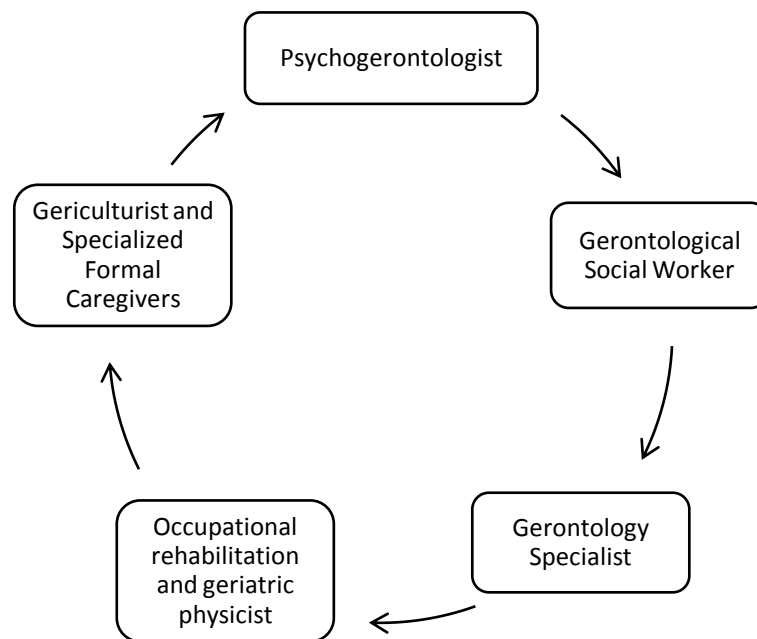 Psychogerontologist
Gerontological
Social Worker
Gerontology
Specialist
Occupational
rehabilitation
and geriatric
physicist
Gericulturist and
Specialized
Formal
Caregivers